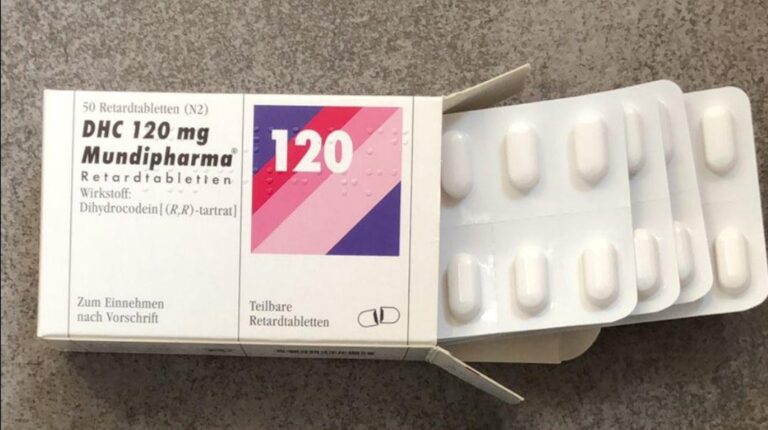 50 Retardtabletten (N2)
DHC 120 mg
Mundipharma®
Retardtabletten
Wirkstoff:
Dihydrocodein[(R,R)-tartrat]
120
Zum Einnehmen
nach Vorschrift
Teilbare
Retardtabletten